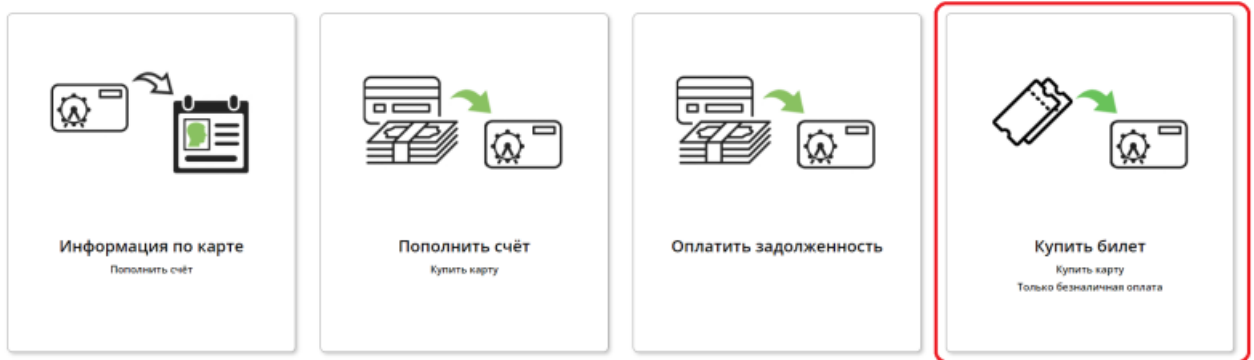 Информация по карте
Пополнить счёт
Пополнить счёт
Купить карту
Оплатить задолженность
Купить билет
Купить карту
Только безналичная оплата